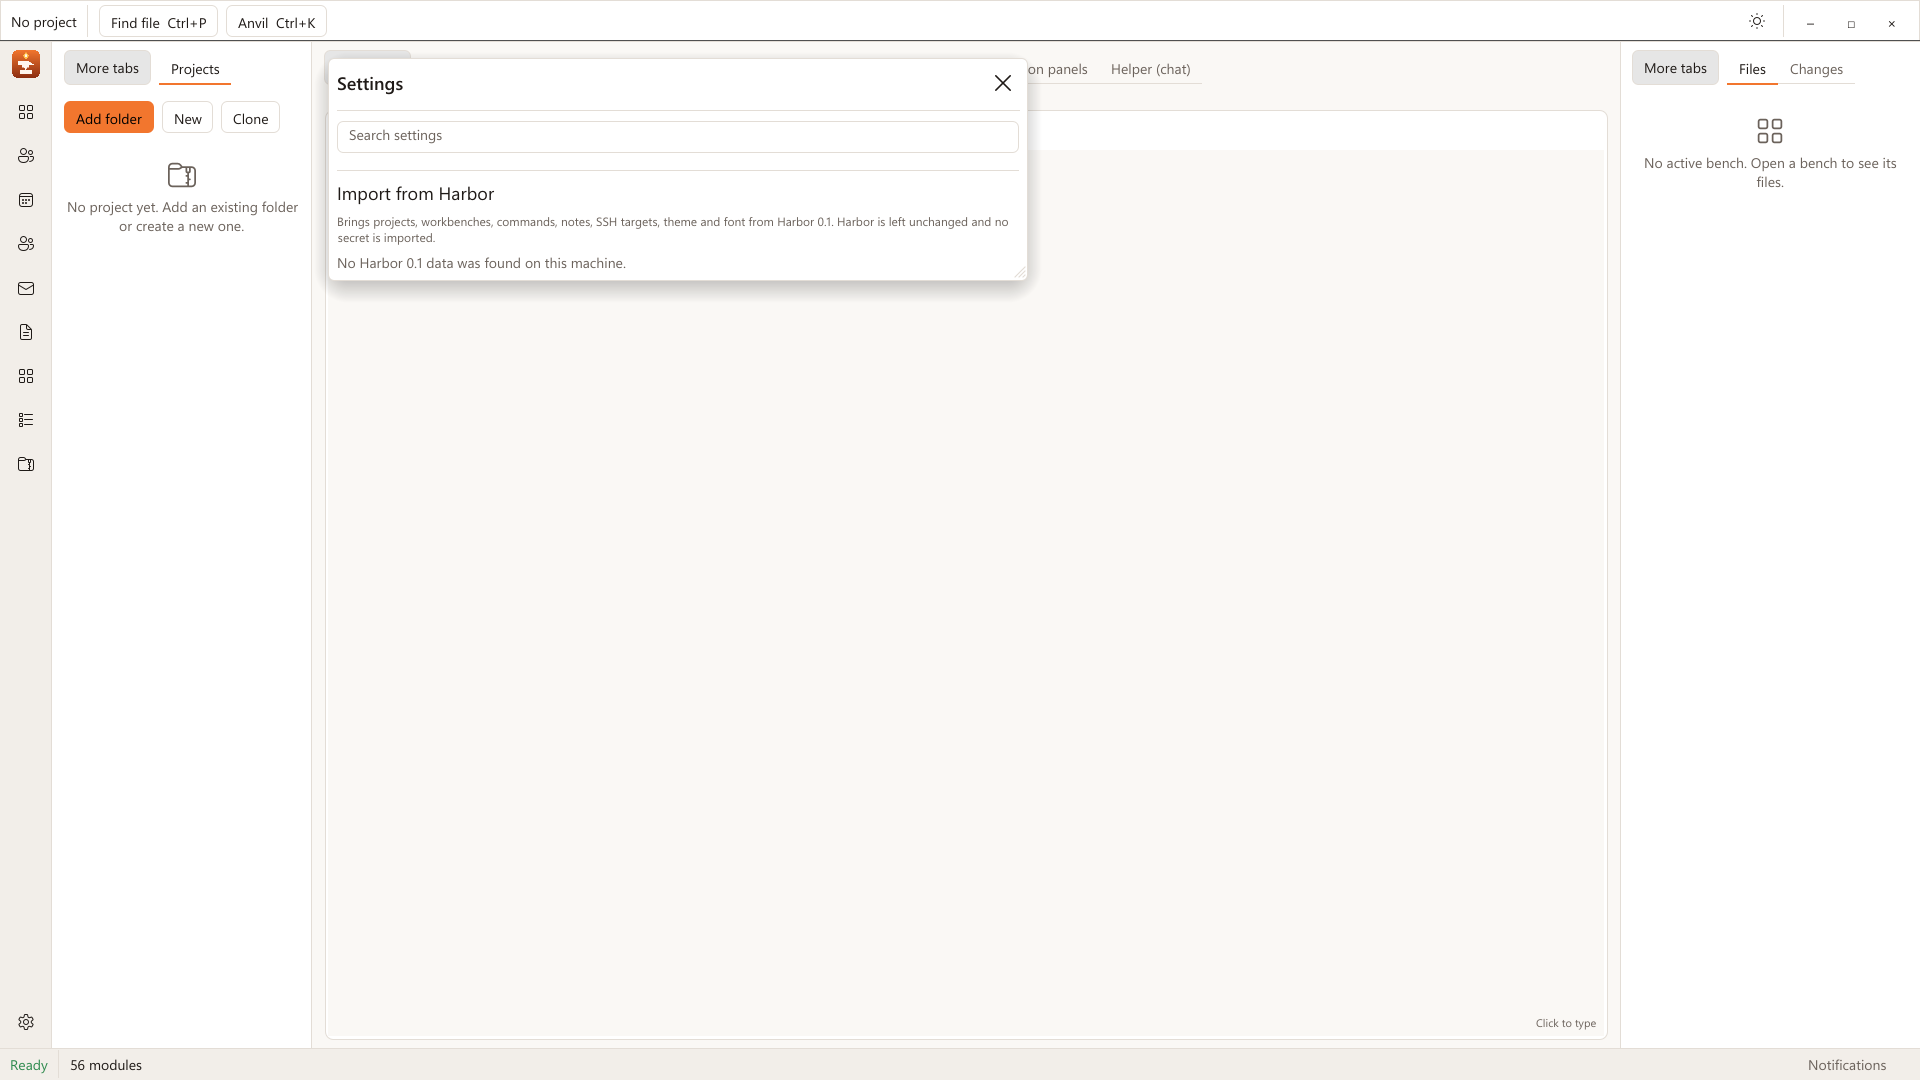 No project
Find file Ctrl+P
Anvil Ctrl+K
More tabs
Projects
Add folder
New
Clone
No project yet. Add an existing folder
or create a new one.
Settings
Search settings
Import from Harbor
Brings projects, workbenches, commands, notes, SSH targets, theme and font from Harbor 0.1. Harbor is left unchanged and no
secret is imported.
No Harbor 0.1 data was found on this machine.
on panels
Helper (chat)
Click to type
More tabs
Files
Changes
No active bench. Open a bench to see its
files.
Ready
56 modules
Notifications